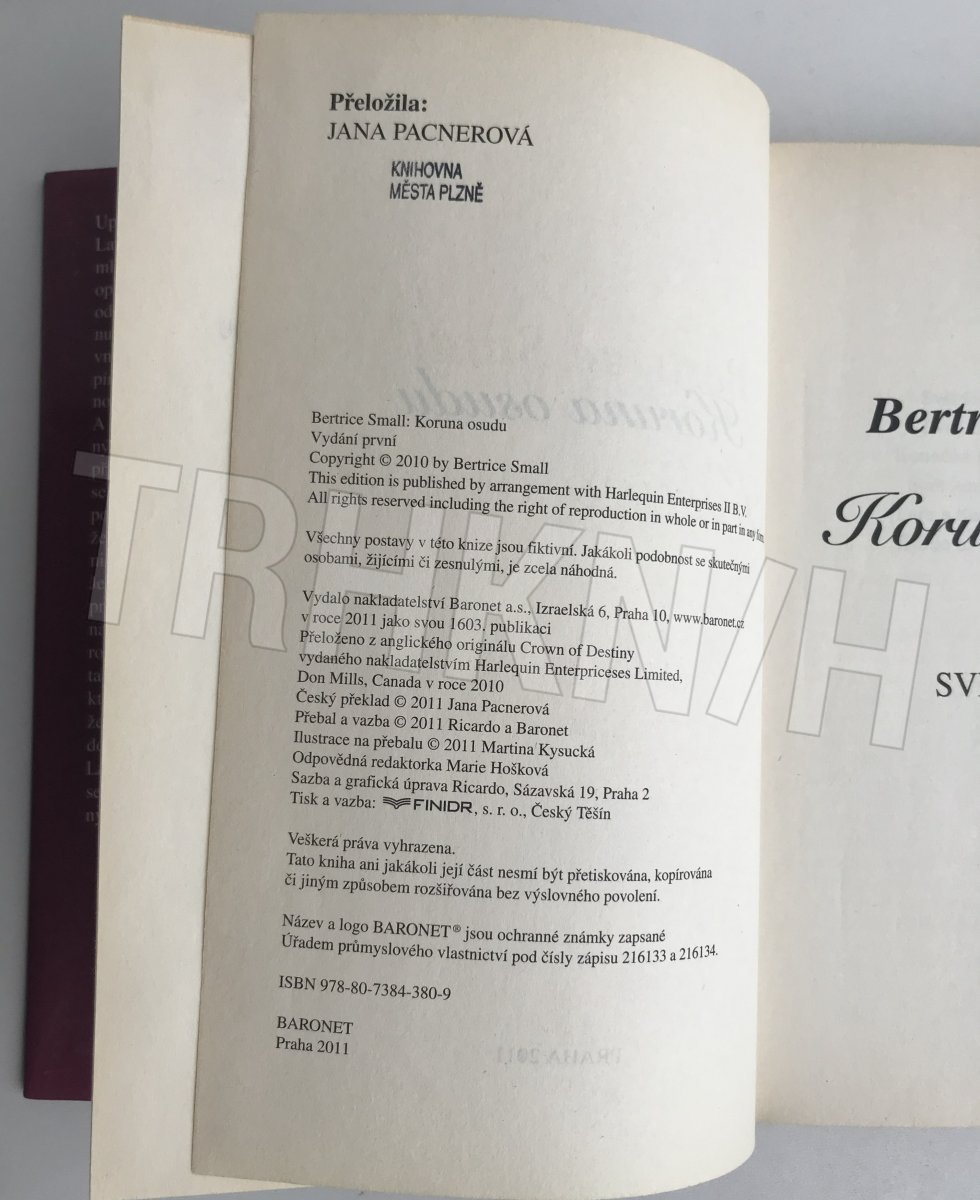 Přeložila:
JANA PACNEROVÁ
KNIHOVNA
MĚSTA PLZNĚ
Bertrice Small: Koruna osudu
Vydání první
Copyright © 2010 by Bertrice Small
This edition is published by arrangement with Harlequin Enterprises II B.V.
All rights reserved including the right of reproduction in whole or in part in any form
Všechny postavy v této knize jsou fiktivní. Jakákoli podobnost se skutečnými
osobami, žijícími či zesnulými, je zcela náhodná.
Vydalo nakladatelství Baronet a.s., Izraelská 6, Praha 10, www.baronet.cz
v roce 2011 jako svou 1603. publikaci
Přeloženo z anglického originálu Crown of Destiny
vydaného nakladatelstvím Harlequin Enterpriceses Limited,
Don Mills, Canada v roce 2010
Český překlad © 2011 Jana Pacnerová
Přebal a vazba © 2011 Ricardo a Baronet
Ilustrace na přebalu © 2011 Martina Kysucká
Odpovědná redaktorka Marie Hošková
Sazba a grafická úprava Ricardo, Sázavská 19, Praha 2
Tisk a vazba: FINIDR, s. r. o., Český Těšín
Veškerá práva vyhrazena.
Tato kniha ani jakákoli její část nesmí být přetiskována, kopírována
či jiným způsobem rozšiřována bez výslovného povolení.
Název a logo BARONET® jsou ochranné známky zapsané
Úřadem průmyslového vlastnictví pod čísly zápisu 216133 a 216134.
ISBN 978-80-7384-380-9
BARONET
Praha 2011
Bertr
Koru
SV